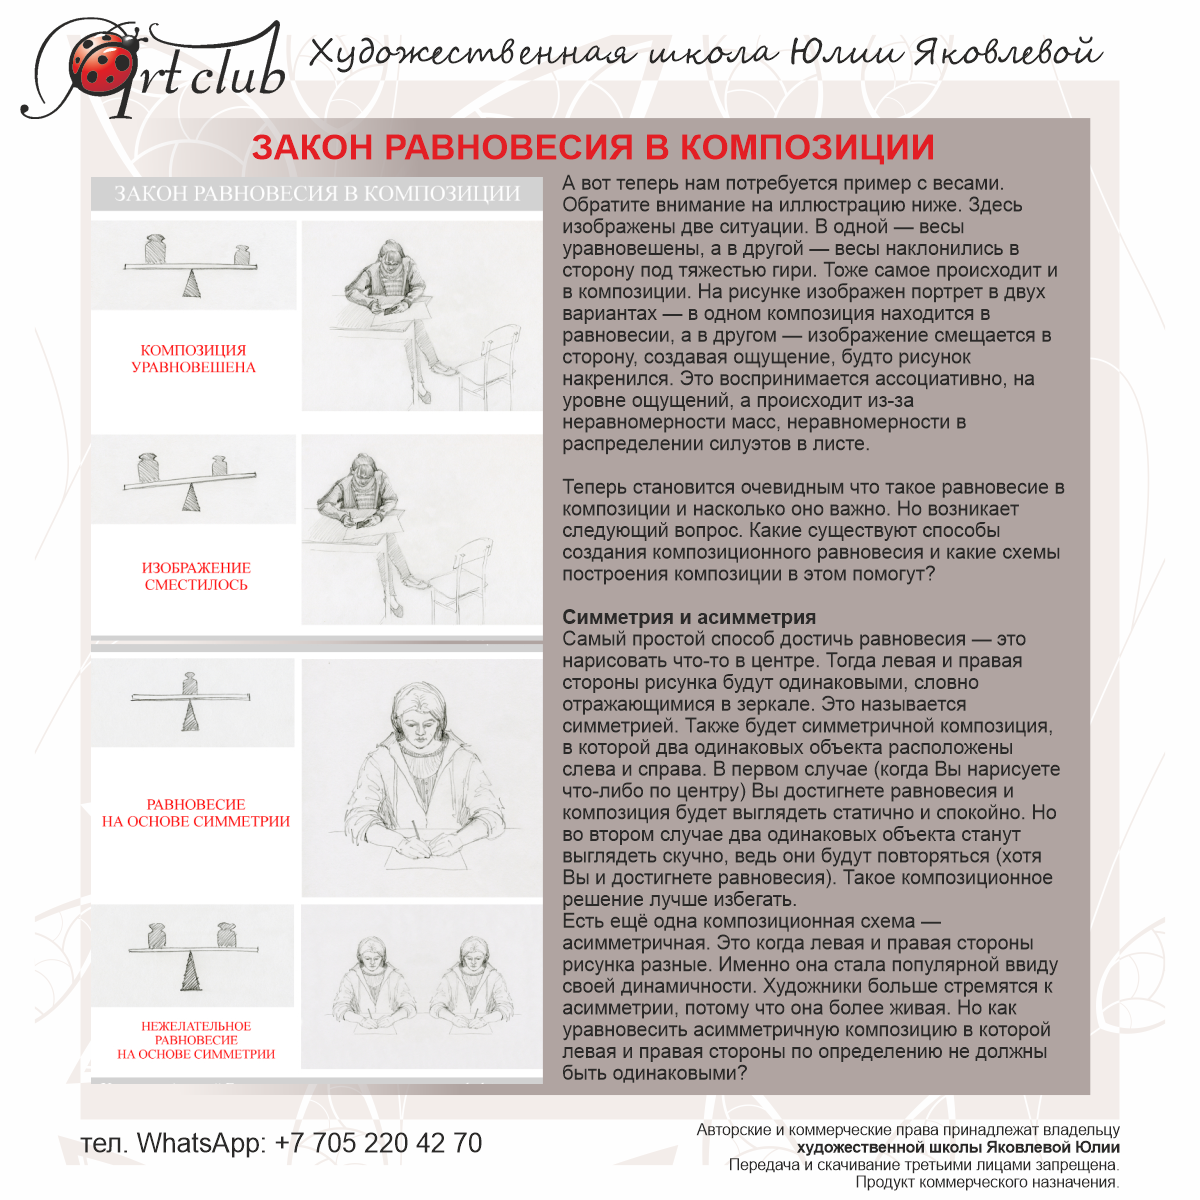 Art club
Художественная школа Юлии Яковлевой
ЗАКОН РАВНОВЕСИЯ В КОМПОЗИЦИИ
ЗАКОН РАВНОВЕСИЯ В КОМПОЗИЦИИ
КОМПОЗИЦИЯ
УРАВНОВЕШЕНА
ИЗОБРАЖЕНИЕ
СМЕСТИЛОСЬ
РАВНОВЕСИЕ
НА ОСНОВЕ СИММЕТРИИ
НЕЖЕЛАТЕЛЬНОЕ
РАВНОВЕСИЕ
НА ОСНОВЕ СИММЕТРИИ
А вот теперь нам потребуется пример с весами.
Обратите внимание на иллюстрацию ниже. Здесь
изображены две ситуации. В одной — весы
уравновешены, а в другой — весы наклонились в
сторону под тяжестью гири. Тоже самое происходит и
в композиции. На рисунке изображен портрет в двух
вариантах — в одном композиция находится в
равновесии, а в другом — изображение смещается в
сторону, создавая ощущение, будто рисунок
накренился. Это воспринимается ассоциативно, на
уровне ощущений, а происходит из-за
неравномерности масс, неравномерности в
распределении силуэтов в листе.
Теперь становится очевидным что такое равновесие в
композиции и насколько оно важно. Но возникает
следующий вопрос. Какие существуют способы
создания композиционного равновесия и какие схемы
построения композиции в этом помогут?
Симметрия и асимметрия
Самый простой способ достичь равновесия — это
нарисовать что-то в центре. Тогда левая и правая
стороны рисунка будут одинаковыми, словно
отражающимися в зеркале. Это называется
симметрией. Также будет симметричной композиция,
в которой два одинаковых объекта расположены
слева и справа. В первом случае (когда Вы нарисуете
что-либо по центру) Вы достигнете равновесия и
композиция будет выглядеть статично и спокойно. Но
во втором случае два одинаковых объекта станут
выглядеть скучно, ведь они будут повторяться (хотя
Вы и достигнете равновесия). Такое композиционное
решение лучше избегать.
Есть ещё одна композиционная схема —
асимметричная. Это когда левая и правая стороны
рисунка разные. Именно она стала популярной ввиду
своей динамичности. Художники больше стремятся к
асимметрии, потому что она более живая. Но как
уравновесить асимметричную композицию в которой
левая и правая стороны по определению не должны
быть одинаковыми?
тел. WhatsApp: +7 705 220 42 70
Авторские и коммерческие права принадлежат владельцу
художественной школы Яковлевой Юлии
Передача и скачивание третьими лицами запрещена.
Продукт коммерческого назначения.